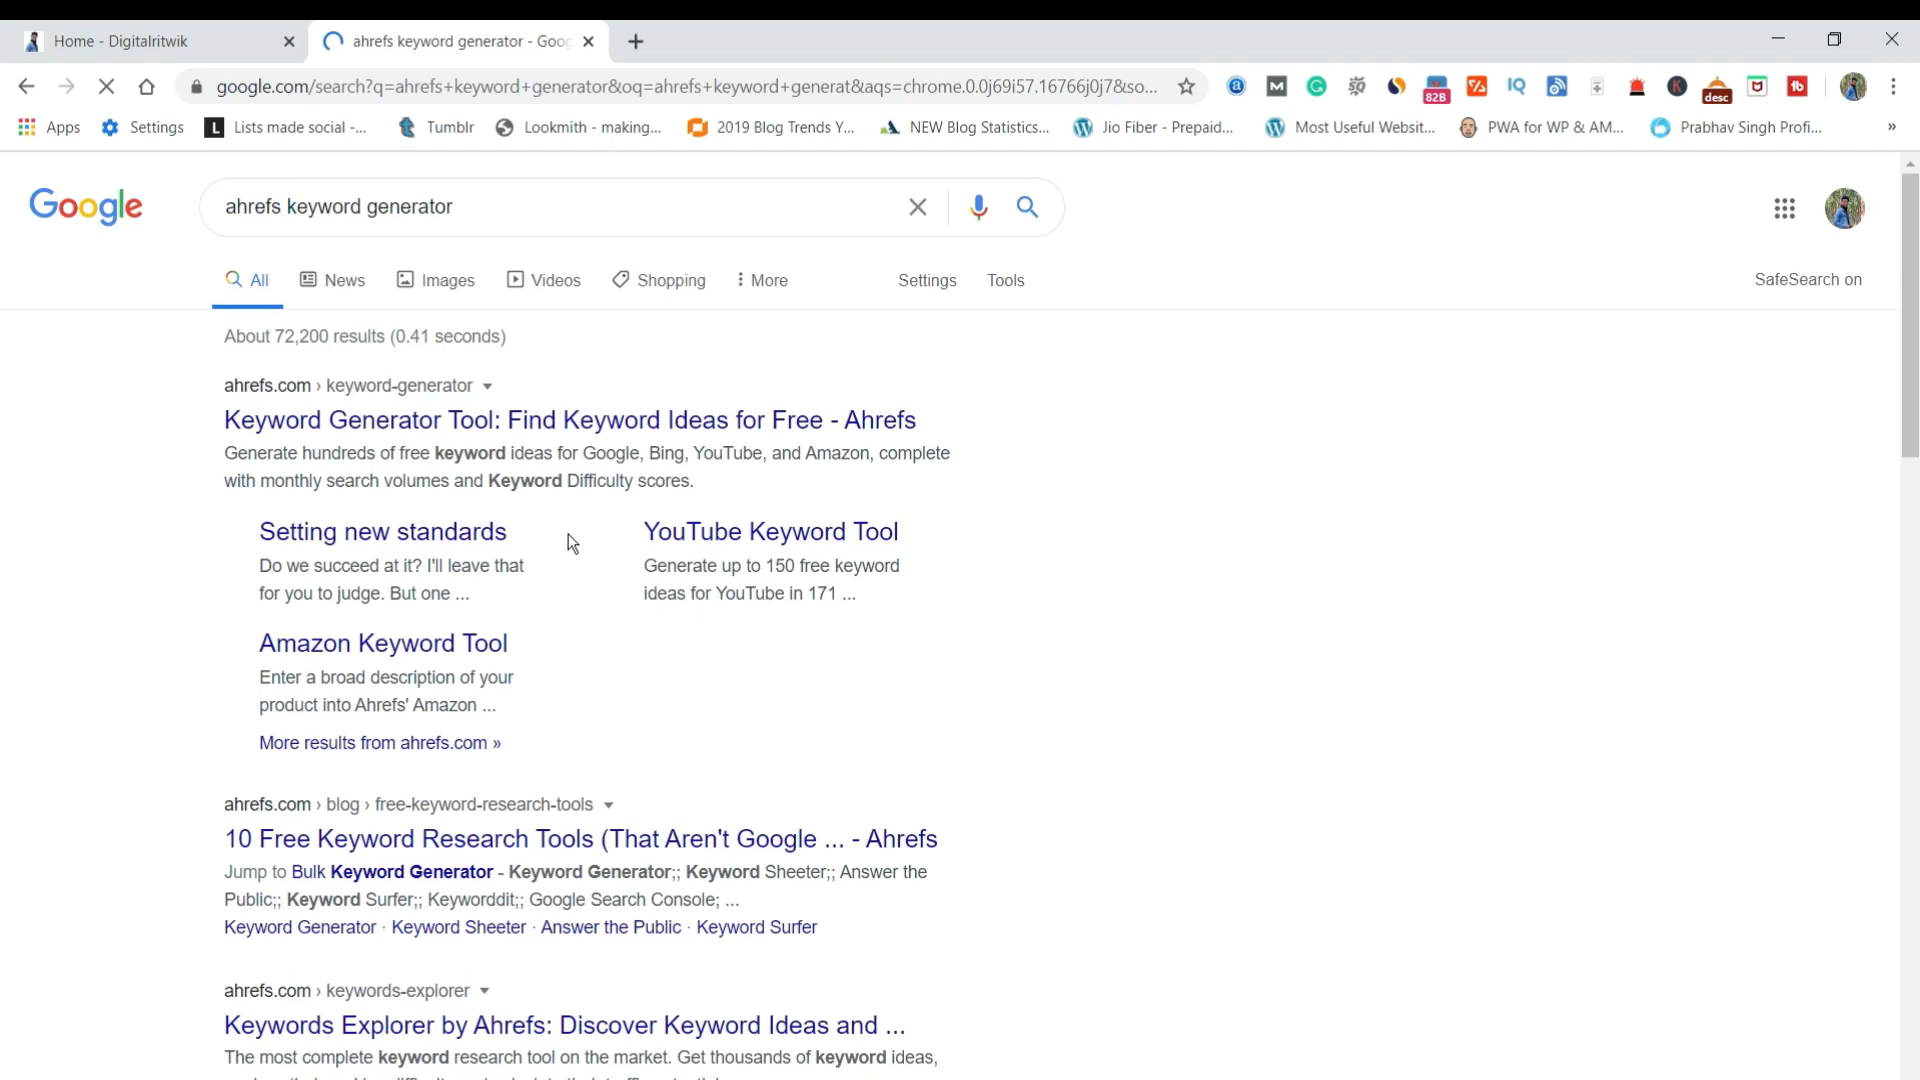 Home - Digitalritwik
ahrefs keyword generator - Goo
google.com/search?q=ahrefs+keyword+generator&oq=ahrefs+keyword+generat&aqs=chrome.0.0j69i57.16766j0j7&so...
82B
desc
Apps
Settings
Lists made social -...
Tumblr
Lookmith - making...
2019 Blog Trends Y...
NEW Blog Statistics...
Jio Fiber - Prepaid...
Most Useful Websit...
PWA for WP & AM...
Prabhav Singh Profi...
»
Google
ahrefs keyword generator
All
News
Images
Videos
Shopping
More
Settings
Tools
SafeSearch on
About 72,200 results (0.41 seconds)
ahrefs.com › keyword-generator
Keyword Generator Tool: Find Keyword Ideas for Free - Ahrefs
Generate hundreds of free keyword ideas for Google, Bing, YouTube, and Amazon, complete
with monthly search volumes and Keyword Difficulty scores.
Setting new standards
Do we succeed at it? I'll leave that
for you to judge. But one ...
YouTube Keyword Tool
Generate up to 150 free keyword
ideas for YouTube in 171 ...
Amazon Keyword Tool
Enter a broad description of your
product into Ahrefs' Amazon ...
More results from ahrefs.com »
ahrefs.com › blog › free-keyword-research-tools
10 Free Keyword Research Tools (That Aren't Google ... - Ahrefs
Jump to Bulk Keyword Generator - Keyword Generator;; Keyword Sheeter;; Answer the
Public;; Keyword Surfer;; Keyworddit;; Google Search Console; ...
Keyword Generator · Keyword Sheeter · Answer the Public · Keyword Surfer
ahrefs.com › keywords-explorer
Keywords Explorer by Ahrefs: Discover Keyword Ideas and ...
The most complete keyword research tool on the market. Get thousands of keyword ideas,